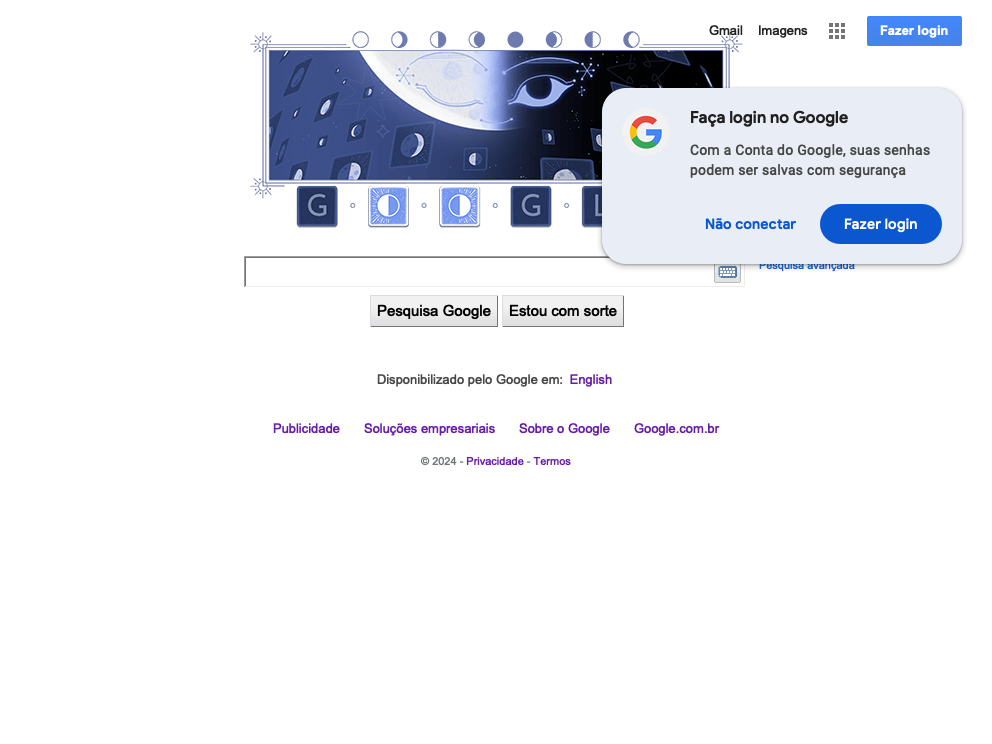 Gmail Imagens Fazer login
Faça login no Google
Com a Conta do Google, suas senhas
podem ser salvas com segurança
Não conectar Fazer login
G G L
Pesquisa avançada
Pesquisa Google Estou com sorte
Disponibilizado pelo Google em: English
Publicidade Soluções empresariais Sobre o Google Google.com.br
© 2024 - Privacidade - Termos